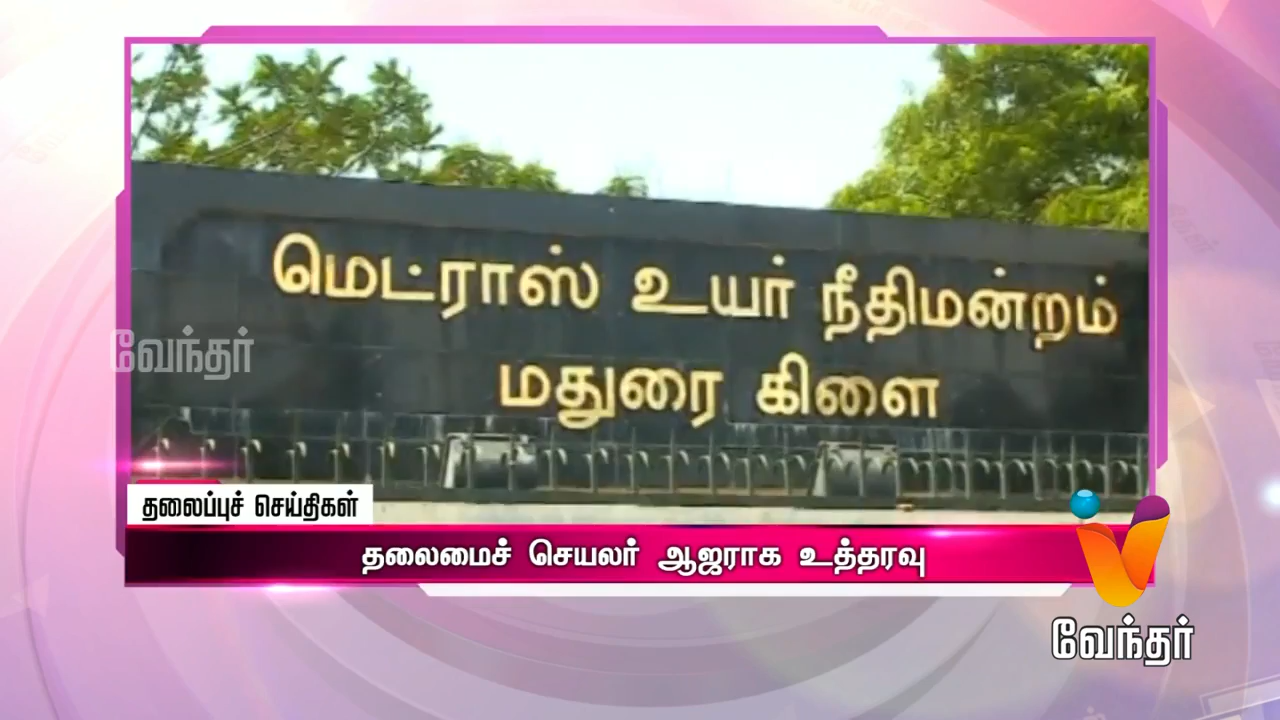 மெட்ராஸ் உயர் நீதிமன்றம்
மதுரை கிளை
வேந்தர்
தலைப்புச் செய்திகள்
தலைமைச் செயலர் ஆஜராக உத்தரவு
வேந்தர்